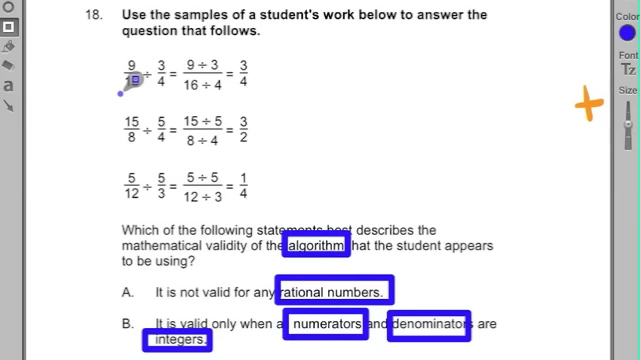 18. Use the samples of a student's work below to answer the
question that follows.
9/ ÷ 3/4 = 9 ÷ 3 / 16 ÷ 4 = 3/4
15/8 ÷ 5/4 = 15 ÷ 5 / 8 ÷ 4 = 3/2
5/12 ÷ 5/3 = 5 ÷ 5 / 12 ÷ 3 = 1/4
Which of the following statements best describes the
mathematical validity of the algorithm that the student appears
to be using?
A. It is not valid for any rational numbers.
B. It is valid only when all numerators and denominators are
integers.
Color
Font
Tz
Size
a
+